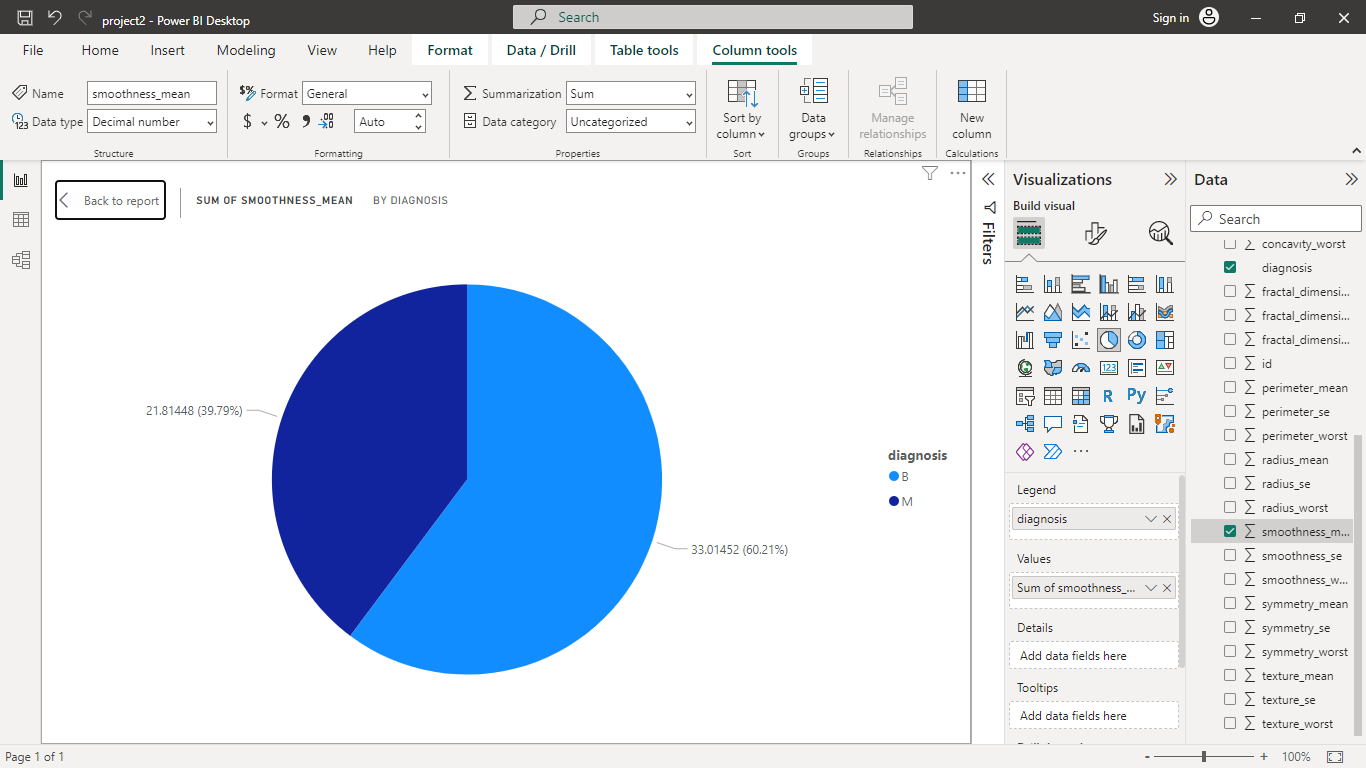 project2 - Power BI Desktop
Search
Sign in
File Home Insert Modeling View Help Format Data / Drill Table tools Column tools
Name smoothness_mean
Data type Decimal number
Structure
Format General
$ % Auto
Formatting
Summarization Sum
Data category Uncategorized
Properties
Sort by
column
Sort
Data
groups
Groups
Manage
relationships
Relationships
New
column
Calculations
Back to report
SUM OF SMOOTHNESS_MEAN BY DIAGNOSIS
21.81448 (39.79%)
33.01452 (60.21%)
diagnosis
B
M
Filters
Visualizations
Build visual
123
R
Py
Legend
diagnosis
Values
Sum of smoothness_...
Details
Add data fields here
Tooltips
Add data fields here
Data
Search
concavity_worst
diagnosis
fractal_dimensi...
fractal_dimensi...
fractal_dimensi...
id
perimeter_mean
perimeter_se
perimeter_worst
radius_mean
radius_se
radius_worst
smoothness_m...
smoothness_se
smoothness_w...
symmetry_mean
symmetry_se
symmetry_worst
texture_mean
texture_se
texture_worst
Page 1 of 1
- + 100%